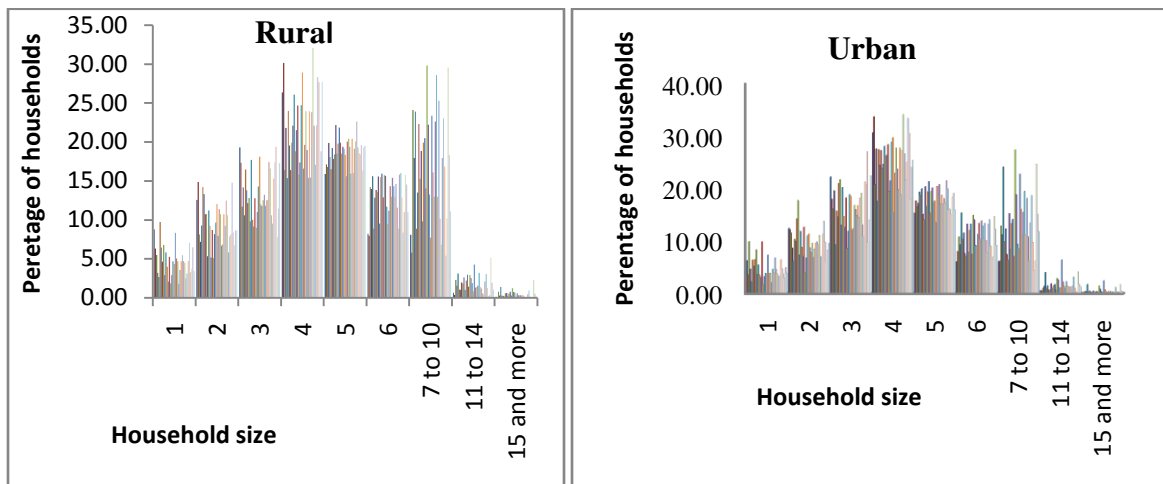 Rural
Peretage of households
35.00
30.00
25.00
20.00
15.00
10.00
5.00
0.00
1
2
3
4
5
6
7 to 10
11 to 14
15 and more
Household size
Urban
Perentage of households
40.00
30.00
20.00
10.00
0.00
1
2
3
4
5
6
7 to 10
11 to 14
15 and more
Household size